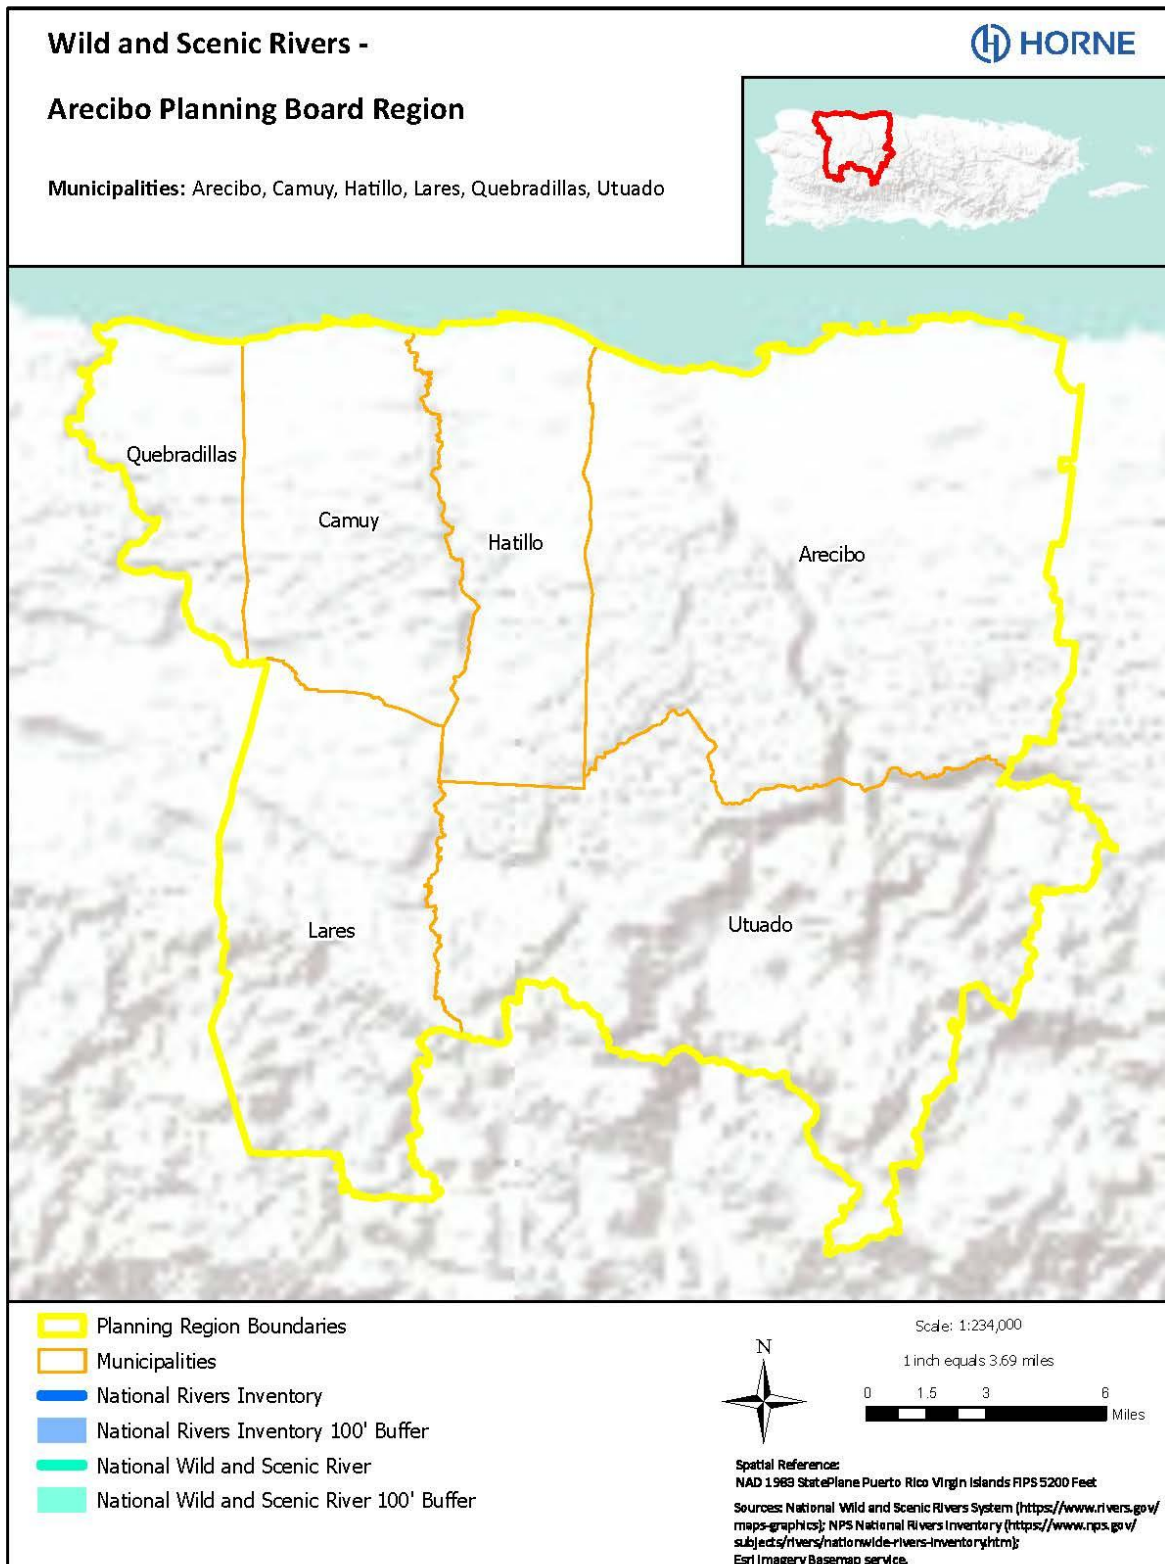 Wild and Scenic Rivers -
HORNE
Arecibo Planning Board Region
Municipalities: Arecibo, Camuy, Hatillo, Lares, Quebradillas, Utuado
Quebradillas
Camuy
Hatillo
Arecibo
Lares
Utuado
Planning Region Boundaries
Municipalities
National Rivers Inventory
National Rivers Inventory 100' Buffer
National Wild and Scenic River
National Wild and Scenic River 100' Buffer
N
Scale: 1:234,000
1 inch equals 3.69 miles
0 1.5 3 6
Miles
Spatial Reference:
NAD 1983 StatePlane Puerto Rico Virgin Islands FIPS 5200 Feet
Sources: National Wild and Scenic Rivers System (https://www.rivers.gov/
maps-graphics); NPS National Rivers Inventory (https://www.nps.gov/
subjects/rivers/nationwide-rivers-inventory.htm);
Esri Imagery Basemap service.